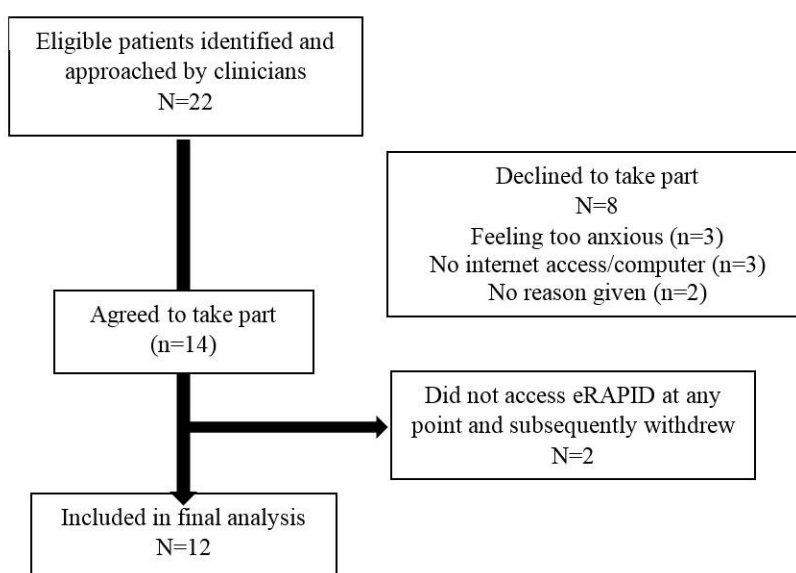 Eligible patients identified and
approached by clinicians
N=22
Declined to take part
N=8
Feeling too anxious (n=3)
No internet access/computer (n=3)
No reason given (n=2)
Agreed to take part
(n=14)
Did not access eRAPID at any
point and subsequently withdrew
N=2
Included in final analysis
N=12